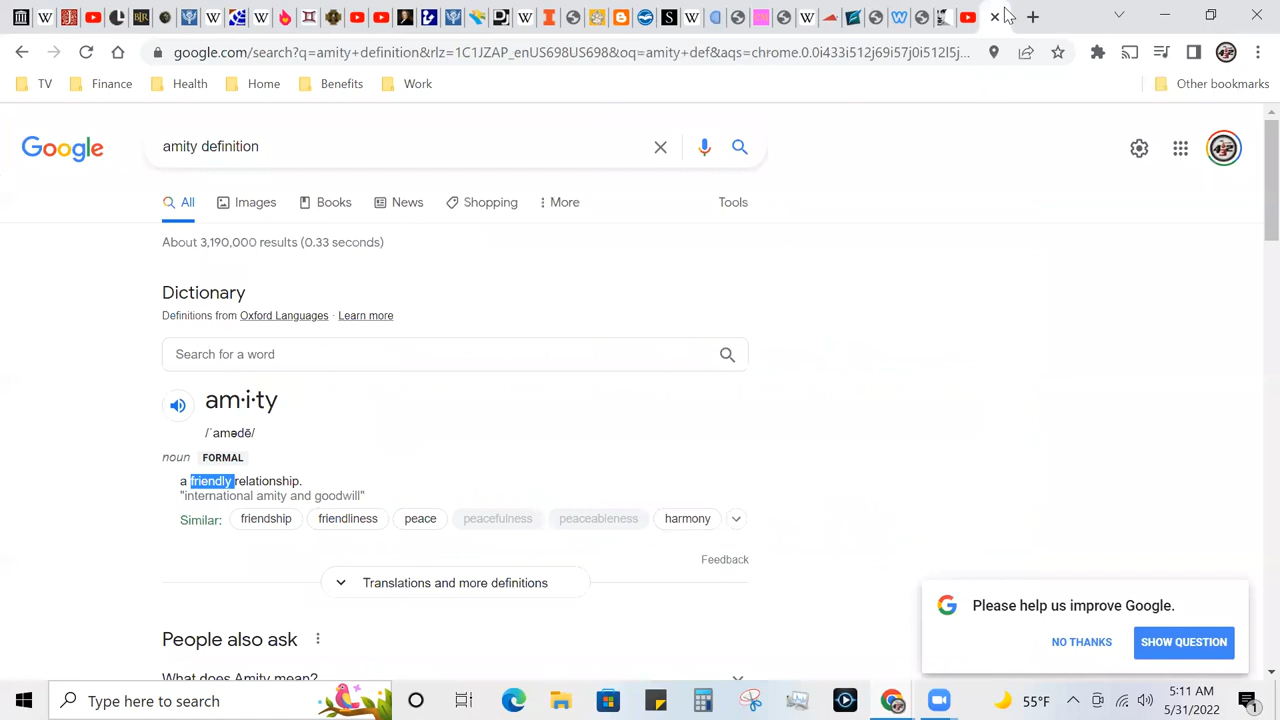 google.com/search?q=amity+definition&rlz=1C1JZAP_enUS698US698&oq=amity+def&aqs=chrome.0.0i433i512j69i57j0i512l5j...
TV Finance Health Home Benefits Work Other bookmarks
Google amity definition
All Images Books News Shopping More Tools
About 3,190,000 results (0.33 seconds)
Dictionary
Definitions from Oxford Languages · Learn more
Search for a word
am·i·ty
/ˈamədē/
noun FORMAL
a friendly relationship.
"international amity and goodwill"
Similar: friendship friendliness peace peacefulness peaceableness harmony
Feedback
Translations and more definitions
Please help us improve Google.
NO THANKS SHOW QUESTION
People also ask
What does Amity mean?
Type here to search
55°F
5:11 AM
5/31/2022
1